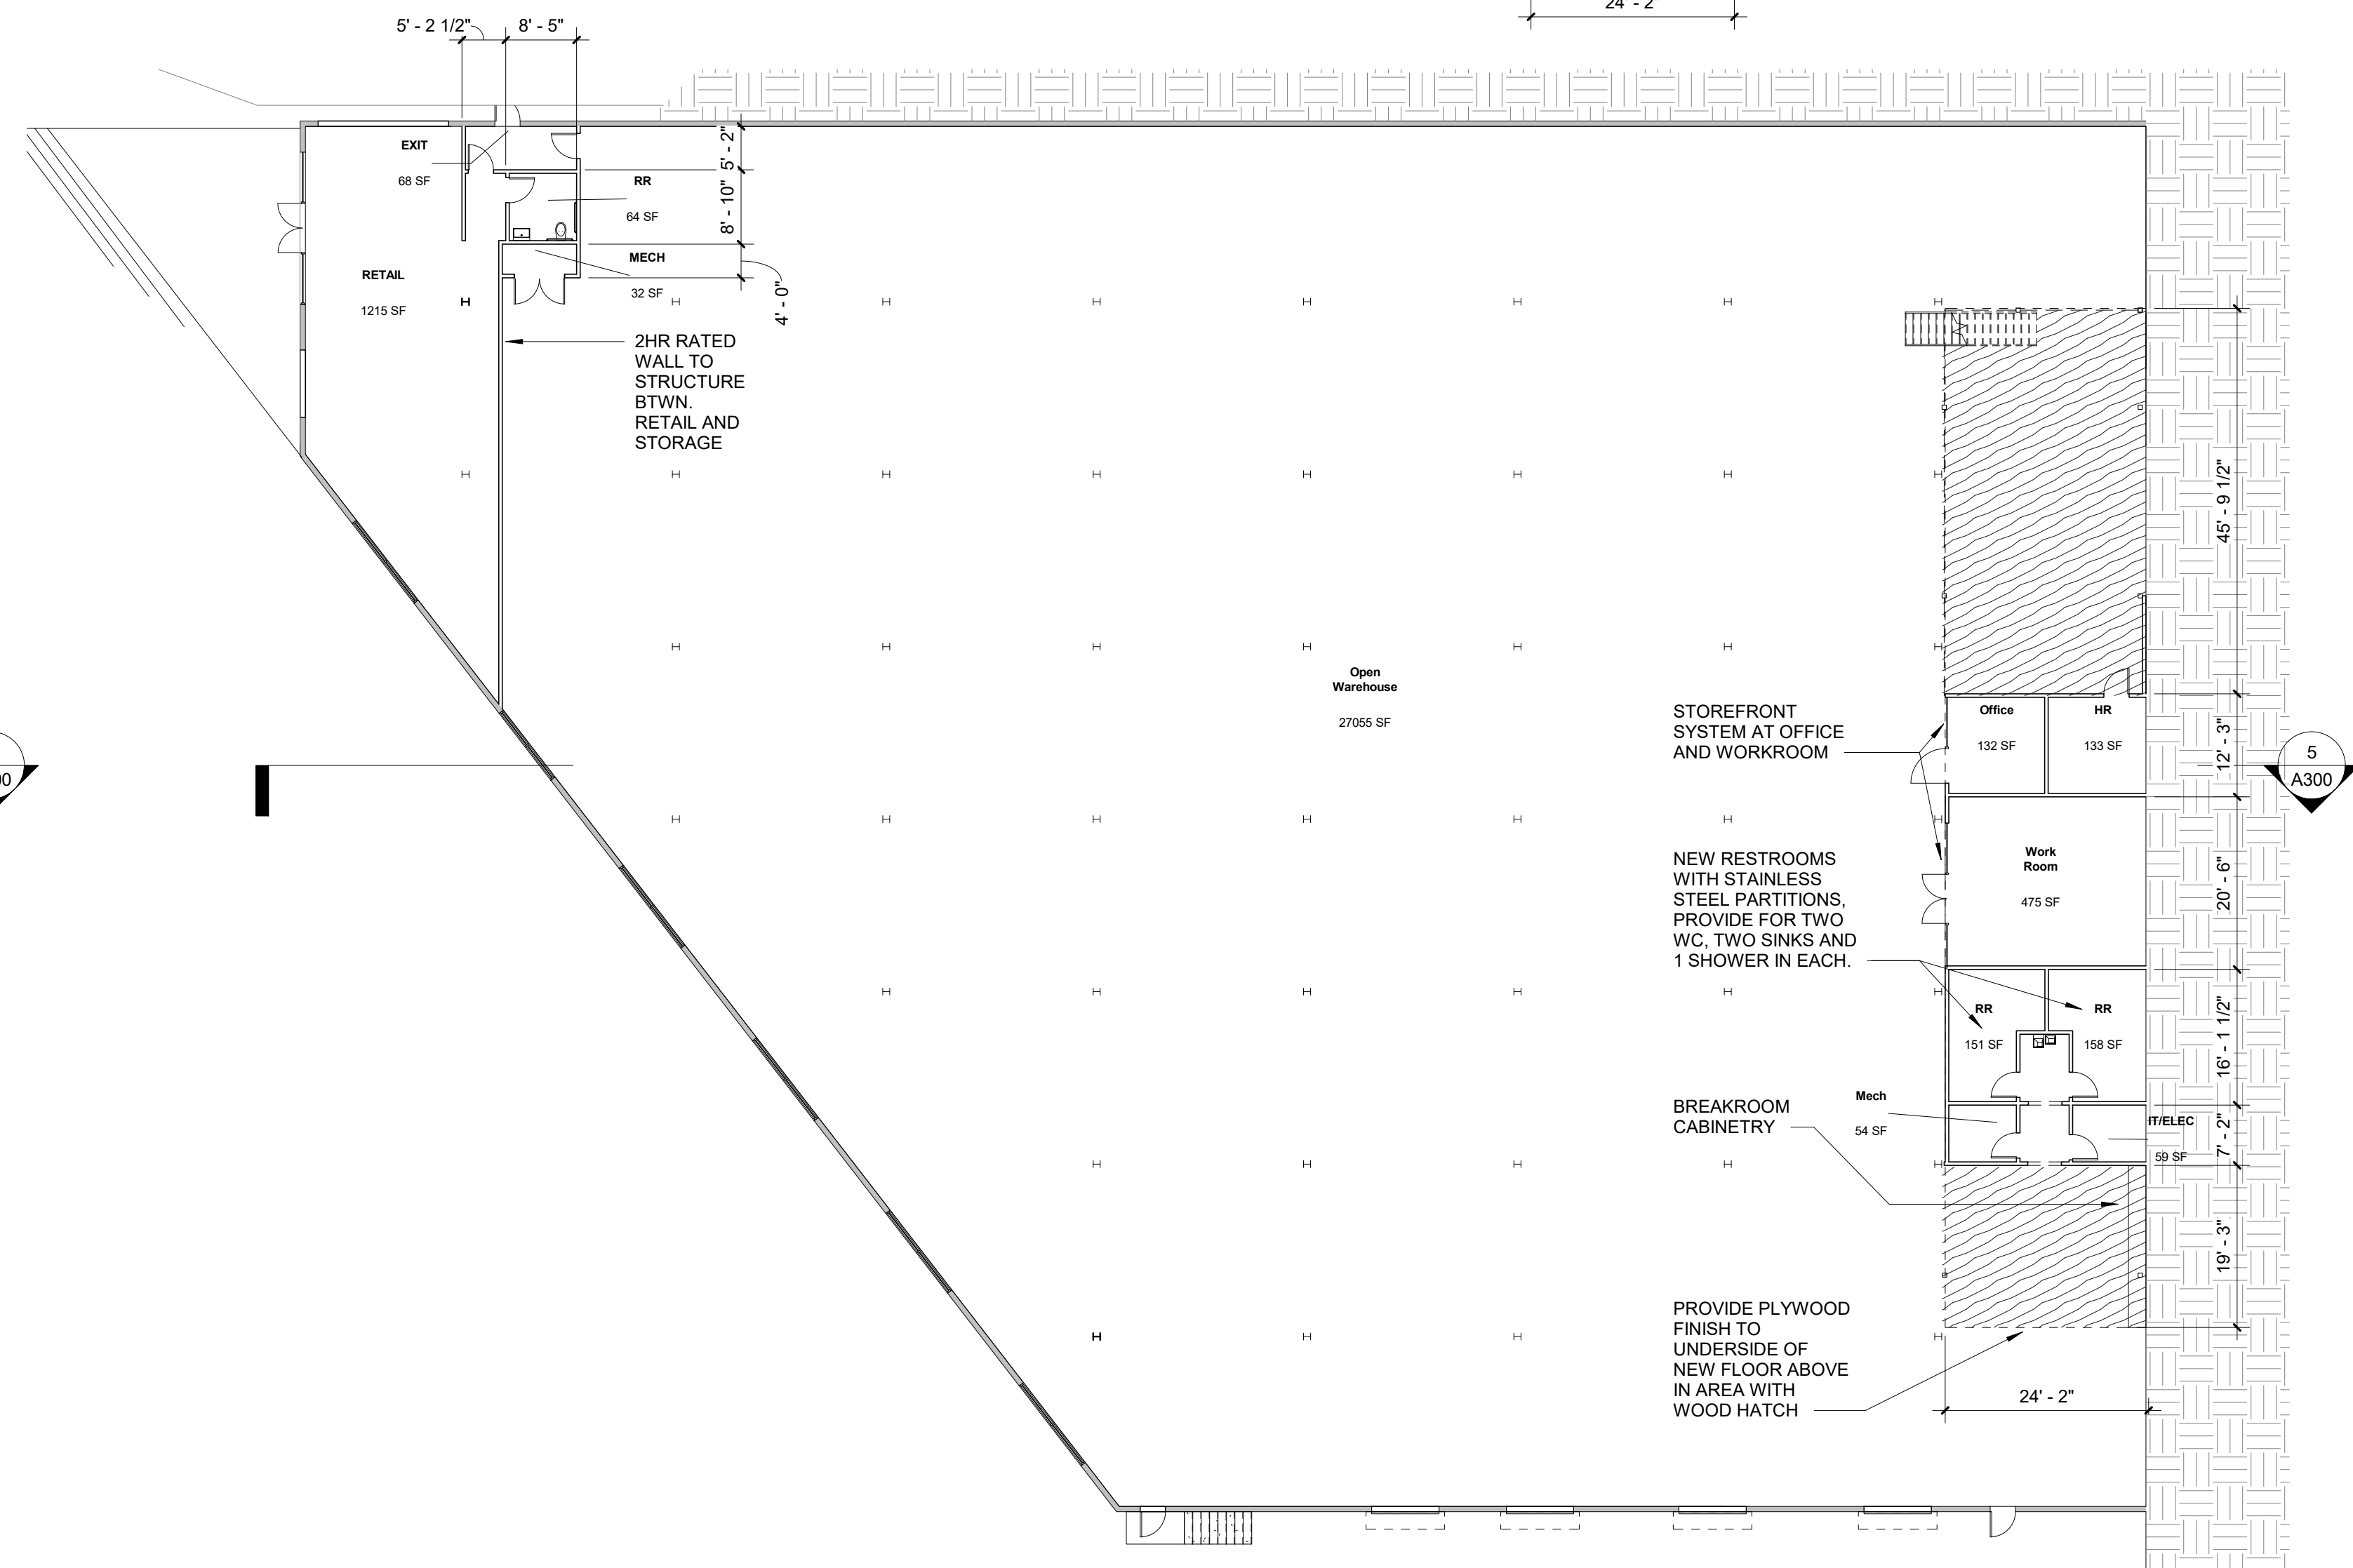 24' - 2"
5' - 2 1/2"
8' - 5"
EXIT
68 SF
5' - 2"
RR
64 SF
8' - 10"
MECH
32 SF
4' - 0"
RETAIL
1215 SF
2HR RATED
WALL TO
STRUCTURE
BTWN.
RETAIL AND
STORAGE
45' - 9 1/2"
Open
Warehouse
27055 SF
STOREFRONT
SYSTEM AT OFFICE
AND WORKROOM
Office
132 SF
HR
133 SF
12' - 3"
5
A300
NEW RESTROOMS
WITH STAINLESS
STEEL PARTITIONS,
PROVIDE FOR TWO
WC, TWO SINKS AND
1 SHOWER IN EACH.
Work
Room
475 SF
20' - 6"
RR
151 SF
RR
158 SF
16' - 1 1/2"
BREAKROOM
CABINETRY
Mech
54 SF
IT/ELEC
59 SF
7' - 2"
19' - 3"
PROVIDE PLYWOOD
FINISH TO
UNDERSIDE OF
NEW FLOOR ABOVE
IN AREA WITH
WOOD HATCH
24' - 2"